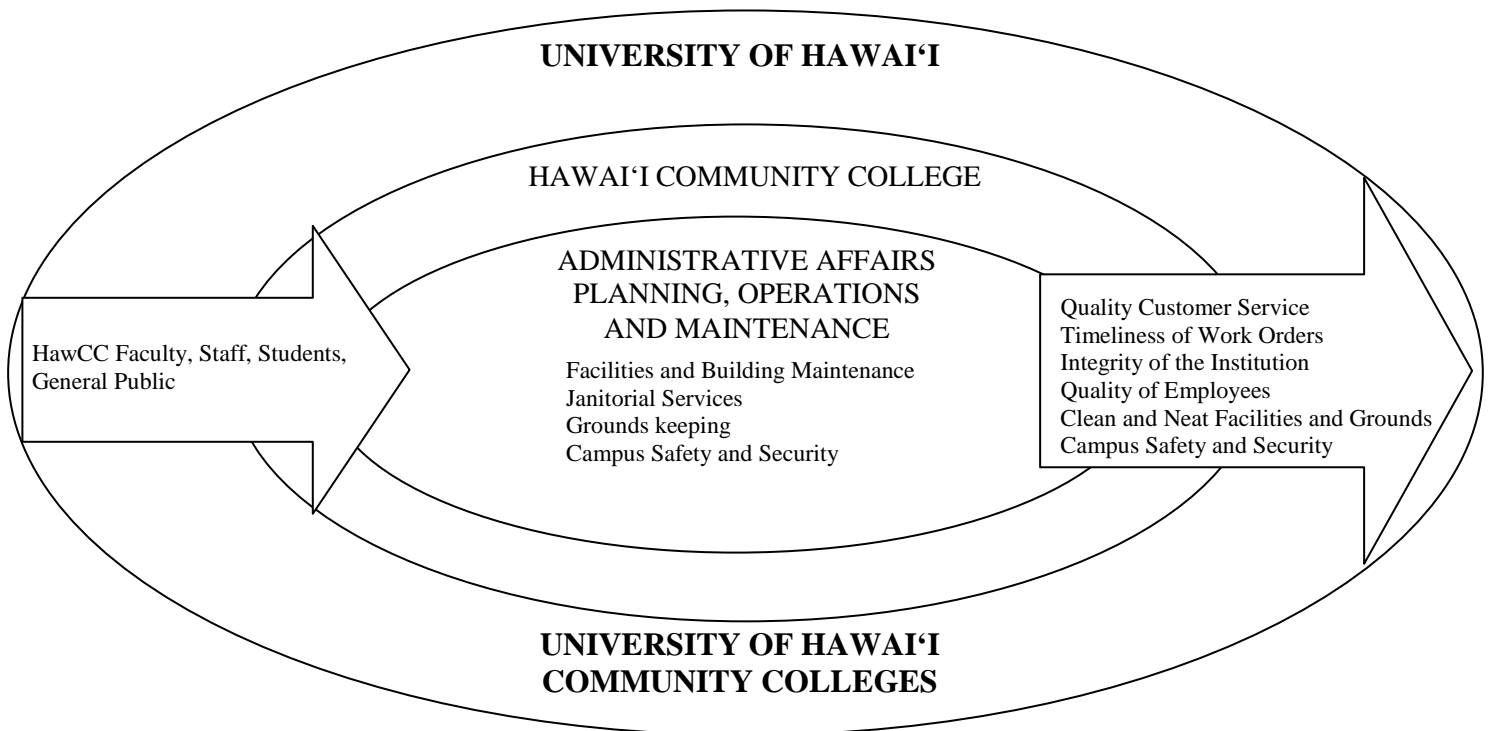 UNIVERSITY OF HAWAI‘I
HAWAI‘I COMMUNITY COLLEGE
ADMINISTRATIVE AFFAIRS
PLANNING, OPERATIONS
AND MAINTENANCE
Facilities and Building Maintenance
Janitorial Services
Grounds keeping
Campus Safety and Security
HawCC Faculty, Staff, Students,
General Public
Quality Customer Service
Timeliness of Work Orders
Integrity of the Institution
Quality of Employees
Clean and Neat Facilities and Grounds
Campus Safety and Security
UNIVERSITY OF HAWAI‘I
COMMUNITY COLLEGES